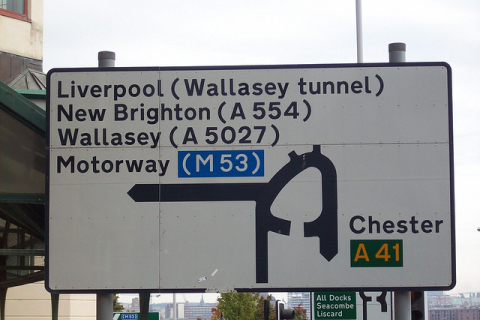 Liverpool (Wallasey tunnel)
New Brighton (A 554)
Wallasey (A 5027)
Motorway (M 53)
Chester
A 41
All Docks
Seacombe
Liscard